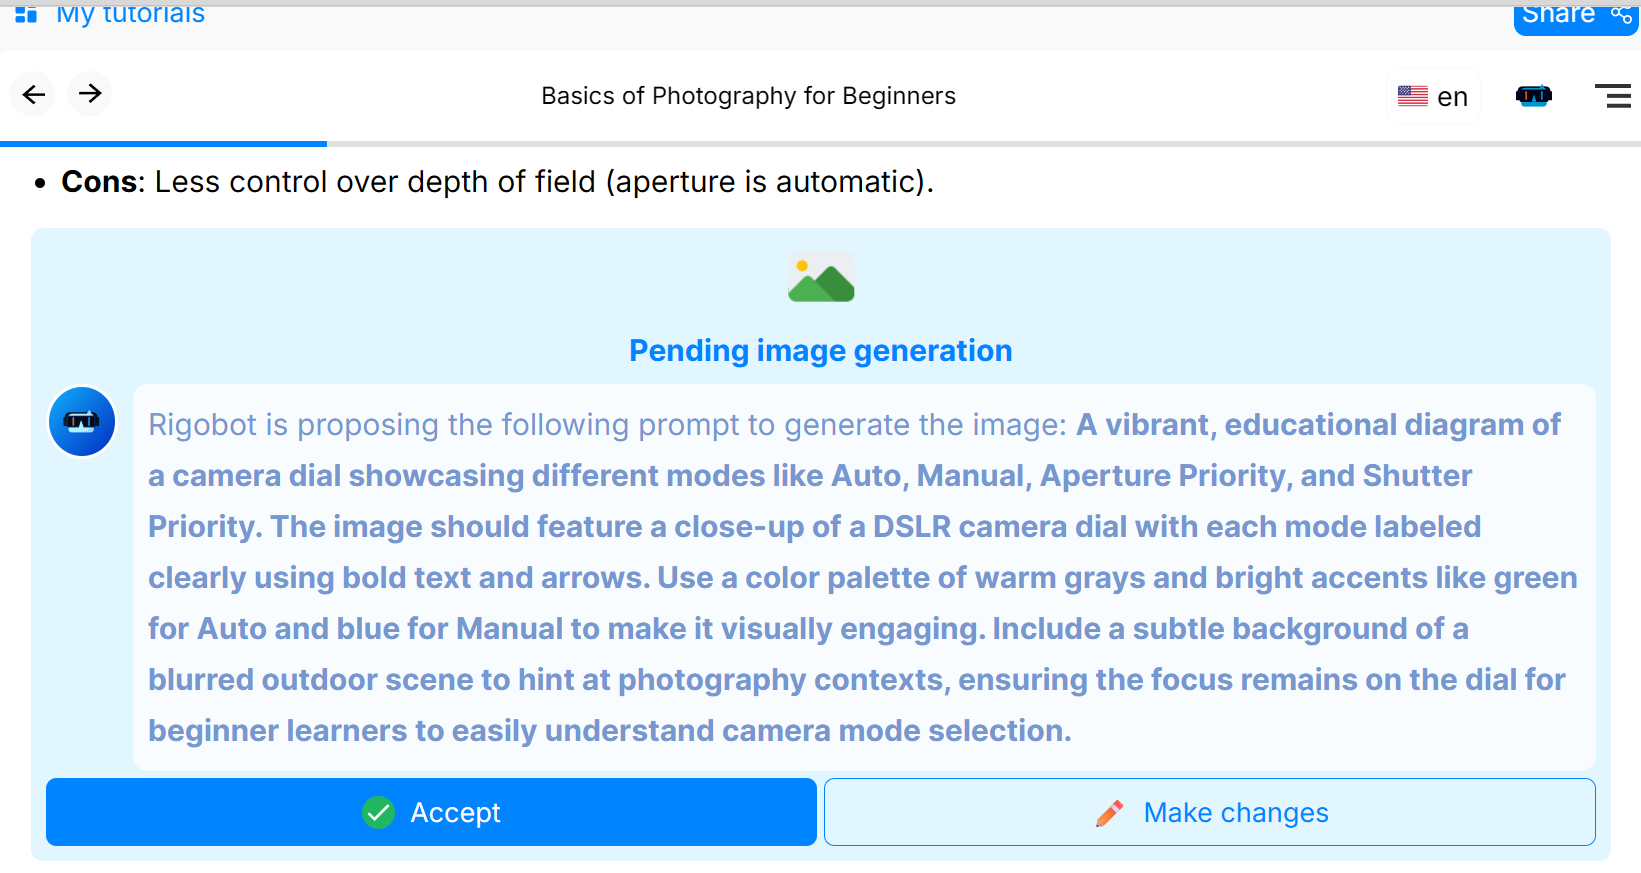 My tutorials
Share
Basics of Photography for Beginners
en
Cons: Less control over depth of field (aperture is automatic).
Pending image generation
Rigobot is proposing the following prompt to generate the image: A vibrant, educational diagram of
a camera dial showcasing different modes like Auto, Manual, Aperture Priority, and Shutter
Priority. The image should feature a close-up of a DSLR camera dial with each mode labeled
clearly using bold text and arrows. Use a color palette of warm grays and bright accents like green
for Auto and blue for Manual to make it visually engaging. Include a subtle background of a
blurred outdoor scene to hint at photography contexts, ensuring the focus remains on the dial for
beginner learners to easily understand camera mode selection.
Accept
Make changes